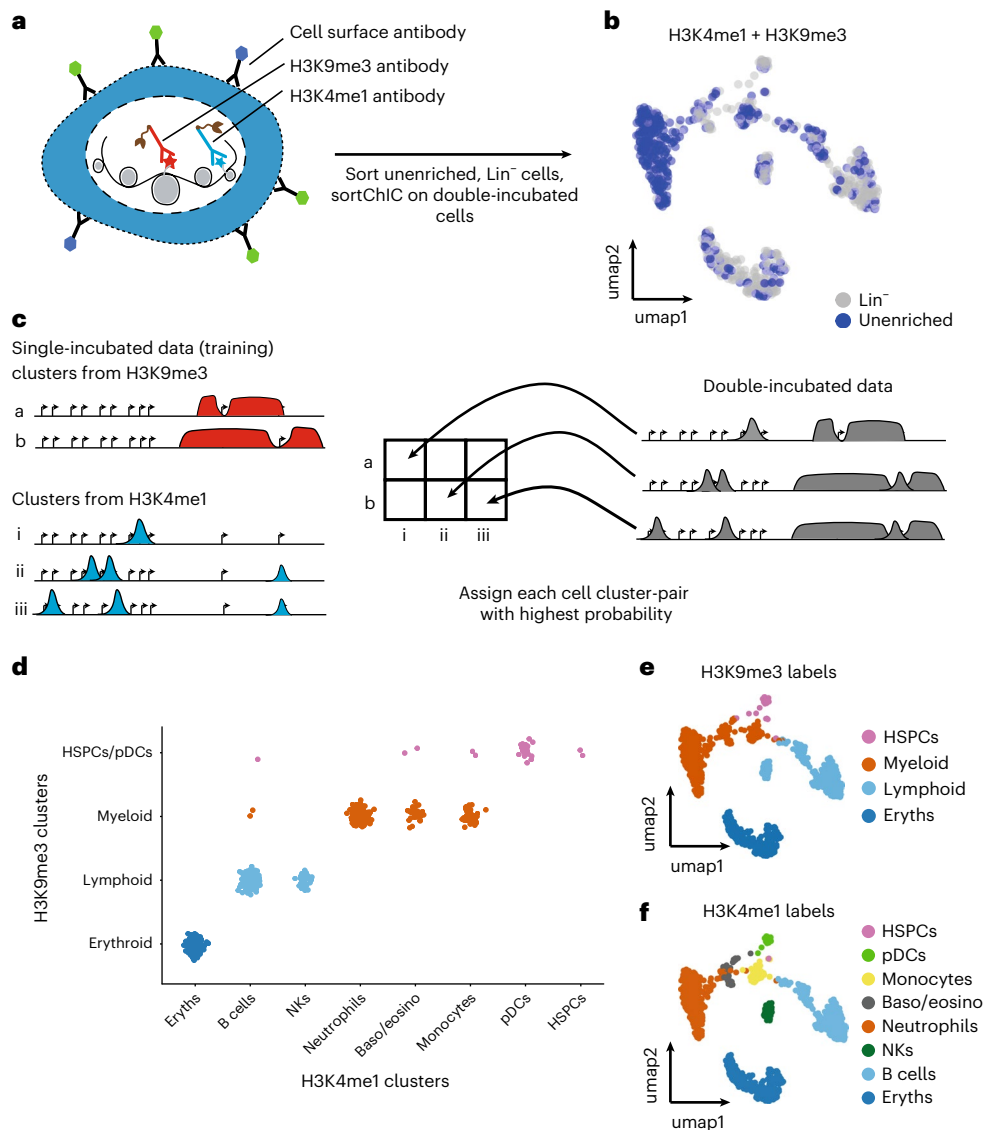 a
Cell surface antibody
H3K9me3 antibody
H3K4me1 antibody
Sort unenriched, Lin⁻ cells,
sortChIC on double-incubated
cells
b
H3K4me1 + H3K9me3
umap2
umap1
Lin⁻
Unenriched
c
Single-incubated data (training)
clusters from H3K9me3
a
b
Clusters from H3K4me1
i
ii
iii
a
b
i ii iii
Double-incubated data
Assign each cell cluster-pair
with highest probability
d
H3K9me3 clusters
HSPCs/pDCs
Myeloid
Lymphoid
Erythroid
Eryths
B cells
NKs
Neutrophils
Baso/eosino
Monocytes
pDCs
HSPCs
H3K4me1 clusters
e
H3K9me3 labels
HSPCs
Myeloid
Lymphoid
Eryths
umap2
umap1
f
H3K4me1 labels
HSPCs
pDCs
Monocytes
Baso/eosino
Neutrophils
NKs
B cells
Eryths
umap2
umap1